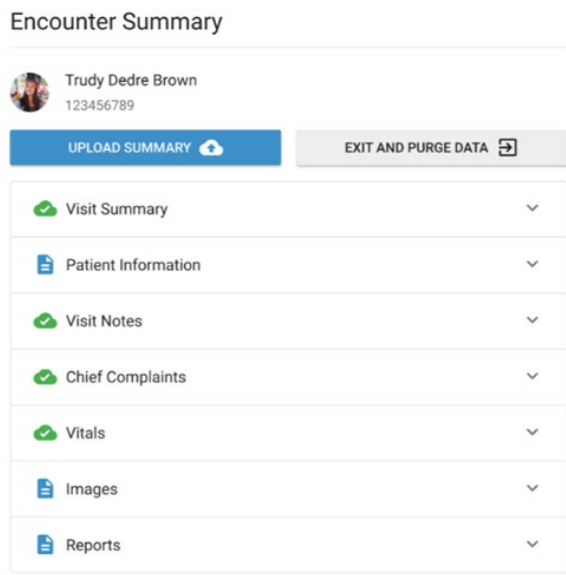 Encounter Summary
Trudy Dedre Brown
123456789
UPLOAD SUMMARY
EXIT AND PURGE DATA
Visit Summary
Patient Information
Visit Notes
Chief Complaints
Vitals
Images
Reports